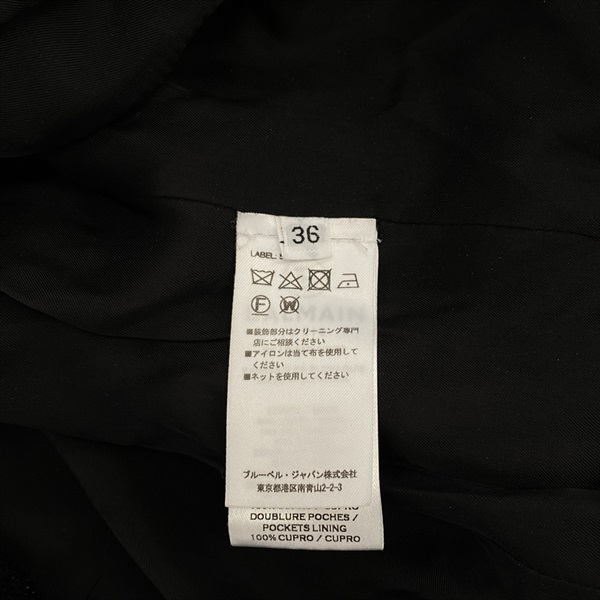 36
LABEL:
F W
※装飾部分はクリーニング専門
店にご相談ください
■アイロンは当て布を使用して
ください
■ネットを使用してください
ブルーベル・ジャパン株式会社
東京都港区南青山2-2-3
DOUBLURE POCHES /
POCKETS LINING
100% CUPRO / CUPRO